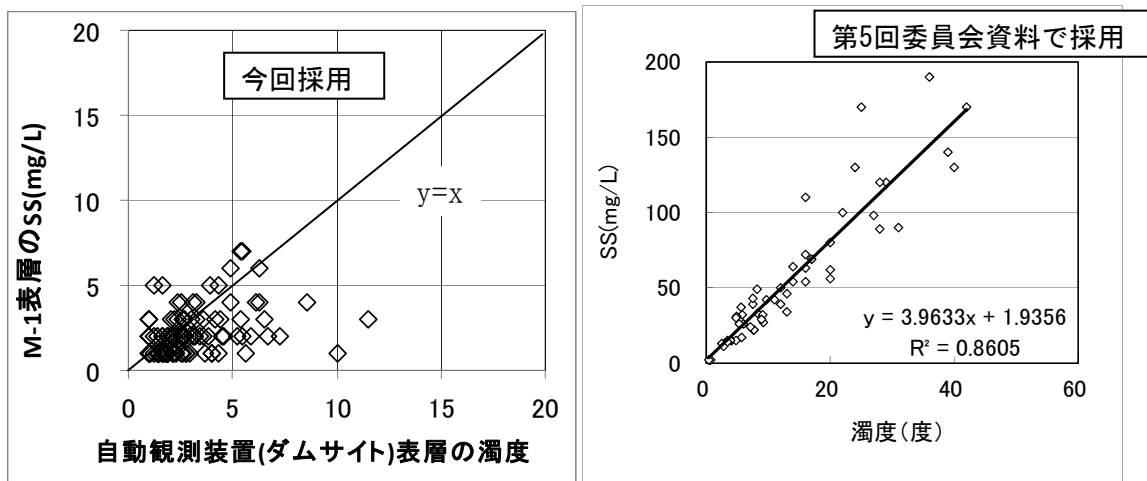 今回採用
20
15
10
5
0
y=x
M-1表層のSS(mg/L)
0 5 10 15 20
自動観測装置(ダムサイト)表層の濁度
第5回委員会資料で採用
200
150
100
50
0
SS(mg/L)
y = 3.9633x + 1.9356
R² = 0.8605
0 20 40 60
濁度(度)